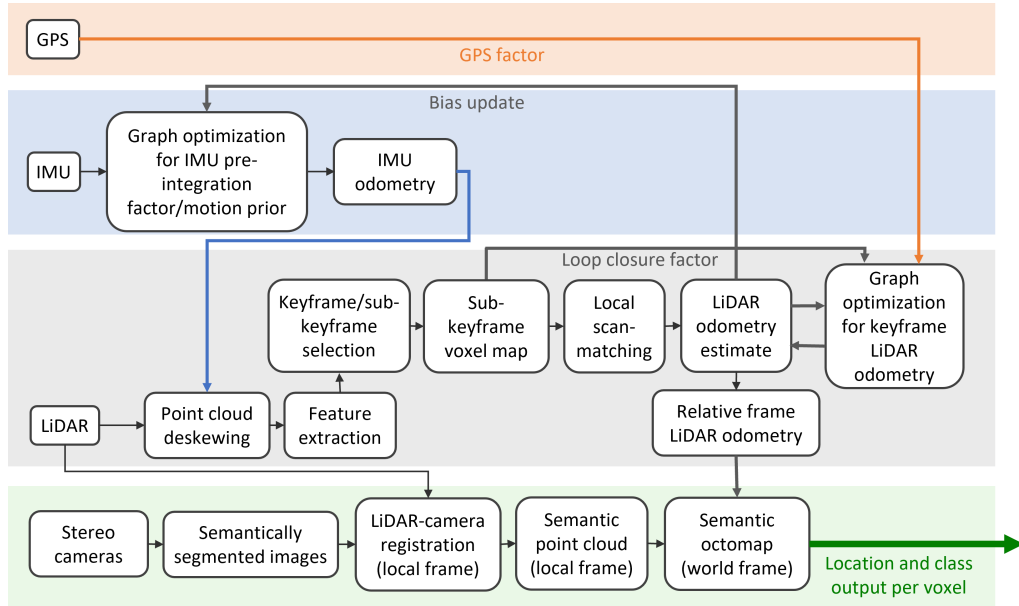 GPS
GPS factor
Bias update
IMU
Graph optimization
for IMU pre-
integration
factor/motion prior
IMU
odometry
Loop closure factor
Keyframe/sub-
keyframe
selection
Sub-
keyframe
voxel map
Local
scan-
matching
LiDAR
odometry
estimate
Graph
optimization
for keyframe
LiDAR
odometry
LiDAR
Point cloud
deskewing
Feature
extraction
Relative frame
LiDAR odometry
Stereo
cameras
Semantically
segmented images
LiDAR-camera
registration
(local frame)
Semantic
point cloud
(local frame)
Semantic
octomap
(world frame)
Location and class
output per voxel